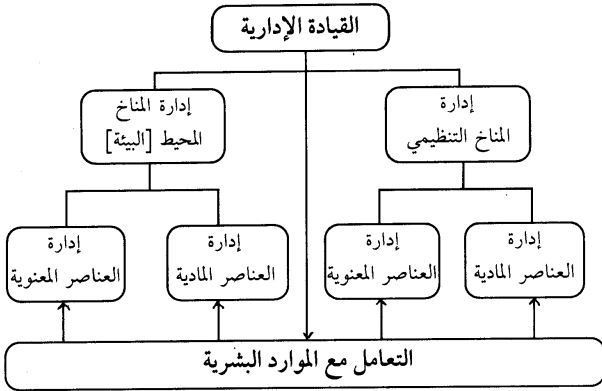 القيادة الإدارية
إدارة
المناخ التنظيمي
إدارة المناخ
المحيط [البيئة]
إدارة
العناصر المادية
إدارة
العناصر المعنوية
إدارة
العناصر المادية
إدارة
العناصر المعنوية
التعامل مع الموارد البشرية